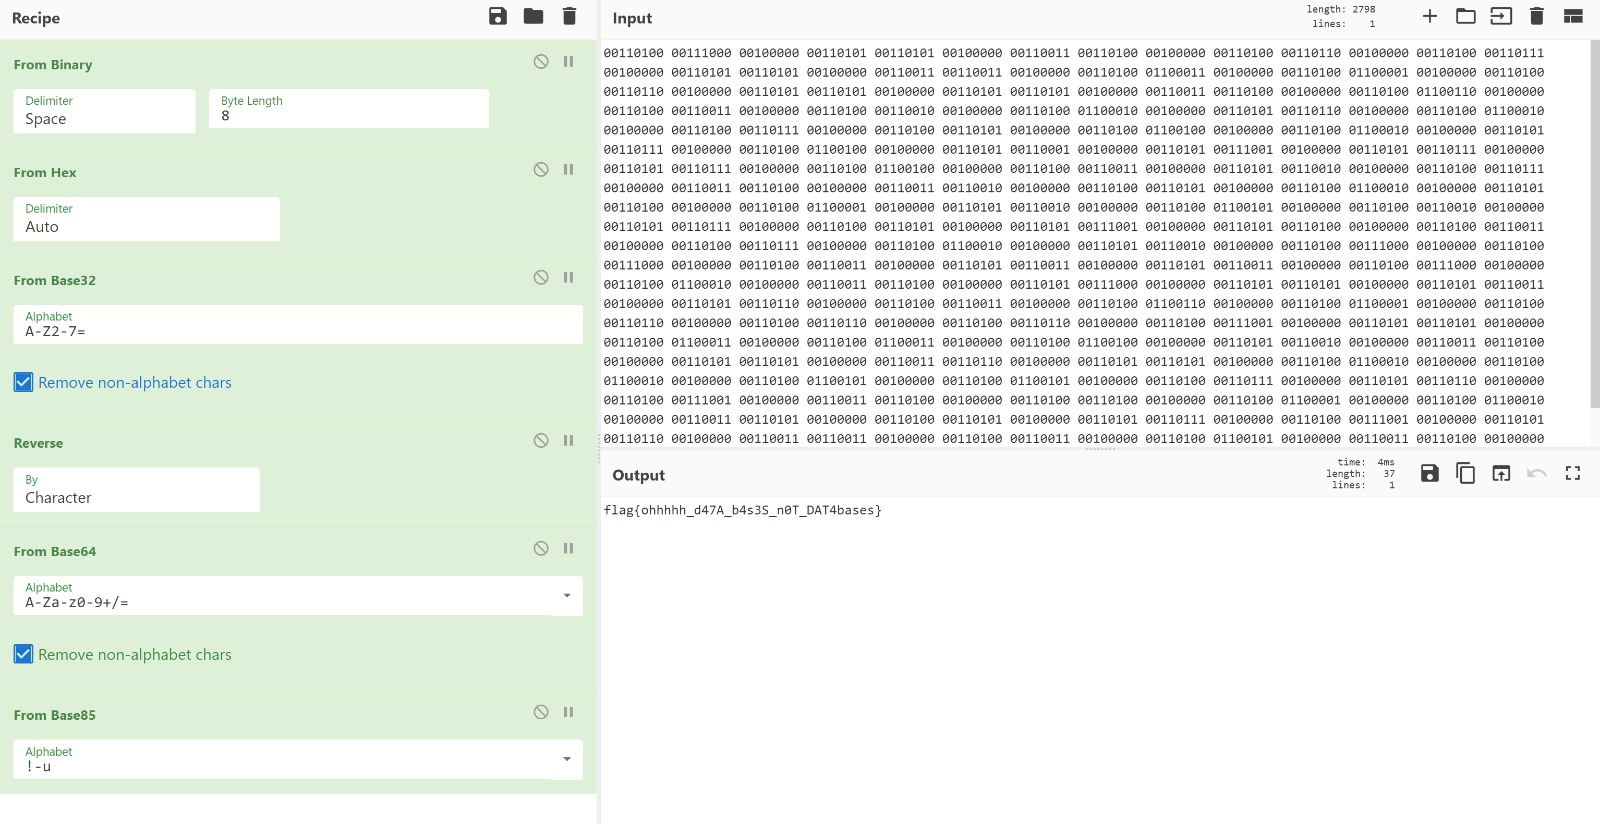 Recipe
From Binary
Delimiter
Space
Byte Length
8
From Hex
Delimiter
Auto
From Base32
Alphabet
A-Z2-7=
Remove non-alphabet chars
Reverse
By
Character
From Base64
Alphabet
A-Za-z0-9+/=
Remove non-alphabet chars
From Base85
Alphabet
!-u
Input
length: 2798
lines: 1
00110100 00111000 00100000 00110101 00110101 00100000 00110011 00110100 00100000 00110100 00110110 00100000 00110100 00110111
00100000 00110101 00110101 00100000 00110011 00110011 00100000 00110100 01100011 00100000 00110100 01100001 00100000 00110100
00110110 00100000 00110101 00110101 00100000 00110101 00110101 00100000 00110011 00110100 00100000 00110100 01100110 00100000
00110100 00110011 00100000 00110100 00110010 00100000 00110100 01100010 00100000 00110101 00110110 00100000 00110100 01100010
00100000 00110100 00110111 00100000 00110100 00110101 00100000 00110100 01100100 00100000 00110100 01100010 00100000 00110101
00110111 00100000 00110100 01100100 00100000 00110101 00110001 00100000 00110101 00111001 00100000 00110101 00110111 00100000
00110101 00110111 00100000 00110100 01100100 00100000 00110100 00110011 00100000 00110101 00110010 00100000 00110100 00110111
00100000 00110011 00110100 00100000 00110011 00110010 00100000 00110100 00110101 00100000 00110100 01100010 00100000 00110101
00110100 00100000 00110100 01100001 00100000 00110101 00110010 00100000 00110100 01100101 00100000 00110100 00110010 00100000
00110101 00110111 00100000 00110100 00110101 00100000 00110101 00111001 00100000 00110101 00110100 00100000 00110100 00110011
00100000 00110100 00110111 00100000 00110100 01100010 00100000 00110101 00110010 00100000 00110100 00111000 00100000 00110100
00111000 00100000 00110100 00110011 00100000 00110101 00110011 00100000 00110101 00110011 00100000 00110100 00111000 00100000
00110100 01100010 00100000 00110011 00110100 00100000 00110101 00111000 00100000 00110101 00110101 00100000 00110101 00110011
00100000 00110101 00110110 00100000 00110100 00110011 00100000 00110100 01100110 00100000 00110100 01100001 00100000 00110100
00110110 00100000 00110100 00110110 00100000 00110100 00110110 00100000 00110100 00111001 00100000 00110101 00110101 00100000
00110100 01100011 00100000 00110100 01100011 00100000 00110100 01100100 00100000 00110101 00110010 00100000 00110011 00110100
00100000 00110101 00110101 00100000 00110011 00110110 00100000 00110101 00110101 00100000 00110100 01100010 00100000 00110100
01100010 00100000 00110100 01100101 00100000 00110100 01100101 00100000 00110100 00110111 00100000 00110101 00110110 00100000
00110100 00111001 00100000 00110011 00110100 00100000 00110100 00110100 00100000 00110100 01100001 00100000 00110100 01100010
00100000 00110011 00110101 00100000 00110100 00110101 00100000 00110101 00110111 00100000 00110100 00111001 00100000 00110101
00110110 00100000 00110011 00110011 00100000 00110100 00110011 00100000 00110100 01100101 00100000 00110011 00110100 00100000
Output
time: 4ms
length: 37
lines: 1
flag{ohhhhh_d47A_b4s3S_n0T_DAT4bases}